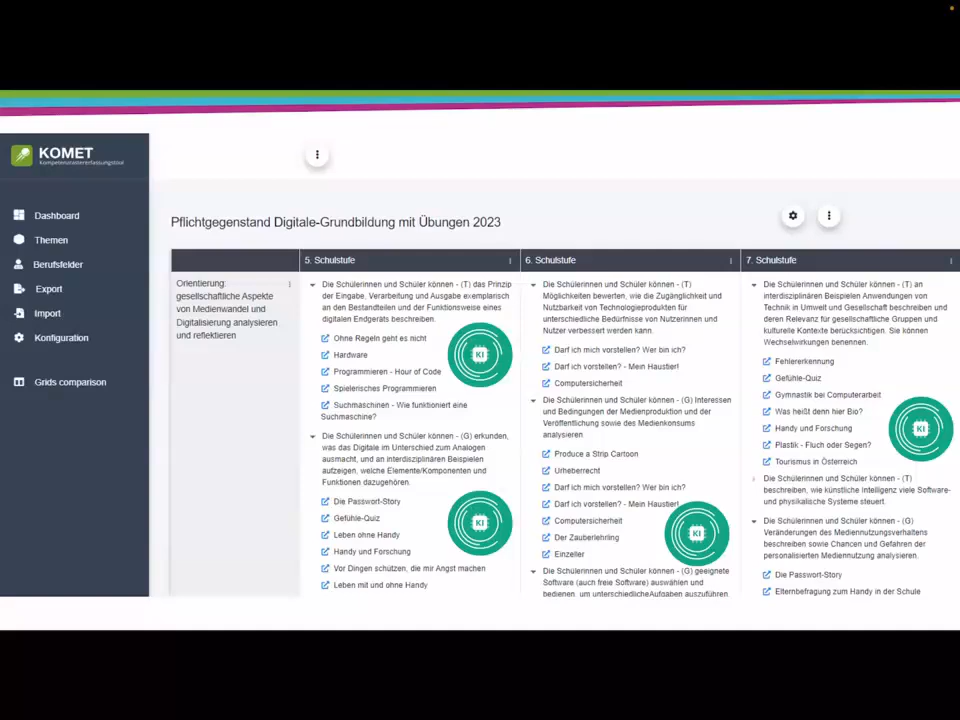 KOMET
Kompetenzrastererfassungstool
Dashboard
Themen
Berufsfelder
Export
Import
Konfiguration
Grids comparison
Pflichtgegenstand Digitale-Grundbildung mit Übungen 2023
5. Schulstufe
6. Schulstufe
7. Schulstufe
Orientierung:
gesellschaftliche Aspekte
von Medienwandel und
Digitalisierung analysieren
und reflektieren
Die Schülerinnen und Schüler können - (T) das Prinzip
der Eingabe, Verarbeitung und Ausgabe exemplarisch
an den Bestandteilen und der Funktionsweise eines
digitalen Endgeräts beschreiben.
Ohne Regeln geht es nicht
Hardware
Programmieren - Hour of Code
Spielerisches Programmieren
Suchmaschinen - Wie funktioniert eine
Suchmaschine?
KI
Die Schülerinnen und Schüler können - (G) erkunden,
was das Digitale im Unterschied zum Analogen
ausmacht, und an interdisziplinären Beispielen
aufzeigen, welche Elemente/Komponenten und
Funktionen dazugehören.
Die Passwort-Story
Gefühle-Quiz
Leben ohne Handy
Handy und Forschung
Vor Dingen schützen, die mir Angst machen
Leben mit und ohne Handy
KI
Die Schülerinnen und Schüler können - (T)
Möglichkeiten bewerten, wie die Zugänglichkeit und
Nutzbarkeit von Technologieprodukten für
unterschiedliche Bedürfnisse von Nutzerinnen und
Nutzer verbessert werden kann.
Darf ich mich vorstellen? Wer bin ich?
Darf ich vorstellen? - Mein Haustier!
Computersicherheit
Die Schülerinnen und Schüler können - (G) Interessen
und Bedingungen der Medienproduktion und der
Veröffentlichung sowie des Medienkonsums
analysieren
Produce a Strip Cartoon
Urheberrecht
Darf ich mich vorstellen? Wer bin ich?
Darf ich vorstellen? - Mein Haustier!
Computersicherheit
Der Zauberlehrling
Einzeller
KI
Die Schülerinnen und Schüler können - (G) geeignete
Software (auch freie Software) auswählen und
bedienen, um unterschiedlicheAufgaben auszuführen.
Die Schülerinnen und Schüler können - (T) an
interdisziplinären Beispielen Anwendungen von
Technik in Umwelt und Gesellschaft beschreiben und
deren Relevanz für gesellschaftliche Gruppen und
kulturelle Kontexte berücksichtigen. Sie können
Wechselwirkungen benennen.
Fehlererkennung
Gefühle-Quiz
Gymnastik bei Computerarbeit
Was heißt denn hier Bio?
Handy und Forschung
Plastik - Fluch oder Segen?
Tourismus in Österreich
KI
Die Schülerinnen und Schüler können - (T)
beschreiben, wie künstliche Intelligenz viele Software-
und physikalische Systeme steuert.
Die Schülerinnen und Schüler können - (G)
Veränderungen des Mediennutzungsverhaltens
beschreiben sowie Chancen und Gefahren der
personalisierten Mediennutzung analysieren.
Die Passwort-Story
Elternbefragung zum Handy in der Schule